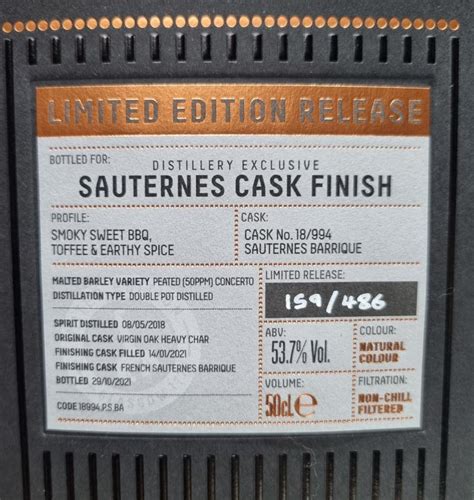 LIMITED EDITION RELEASE
BOTTLED FOR:
DISTILLERY EXCLUSIVE
SAUTERNES CASK FINISH
PROFILE:
SMOKY SWEET BBQ,
TOFFEE & EARTHY SPICE
CASK:
CASK No. 18/994
SAUTERNES BARRIQUE
MALTED BARLEY VARIETY PEATED (50PPM) CONCERTO
DISTILLATION TYPE DOUBLE POT DISTILLED
SPIRIT DISTILLED 08/05/2018
ORIGINAL CASK VIRGIN OAK HEAVY CHAR
FINISHING CASK FILLED 14/01/2021
FINISHING CASK FRENCH SAUTERNES BARRIQUE
BOTTLED 29/10/2021
CODE 18994.P.S.BA
LIMITED RELEASE:
159/486
ABV:
53.7% Vol.
COLOUR:
NATURAL
COLOUR
VOLUME:
50cl.e
FILTRATION:
NON-CHILL
FILTERED